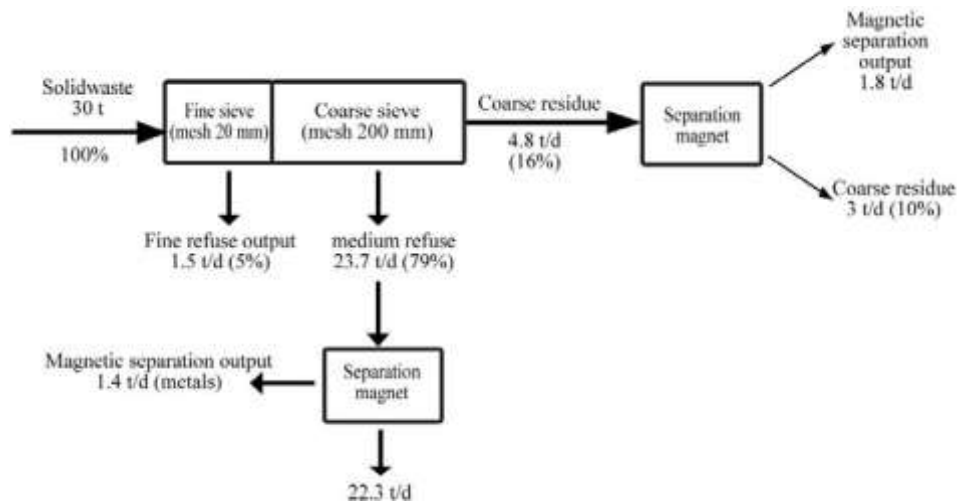 Solidwaste
30 t
100%
Fine sieve
(mesh 20 mm)
Coarse sieve
(mesh 200 mm)
Coarse residue
4.8 t/d
(16%)
Separation
magnet
Magnetic
separation
output
1.8 t/d
Coarse residue
3 t/d (10%)
Fine refuse output
1.5 t/d (5%)
medium refuse
23.7 t/d (79%)
Magnetic separation output
1.4 t/d (metals)
Separation
magnet
22.3 t/d